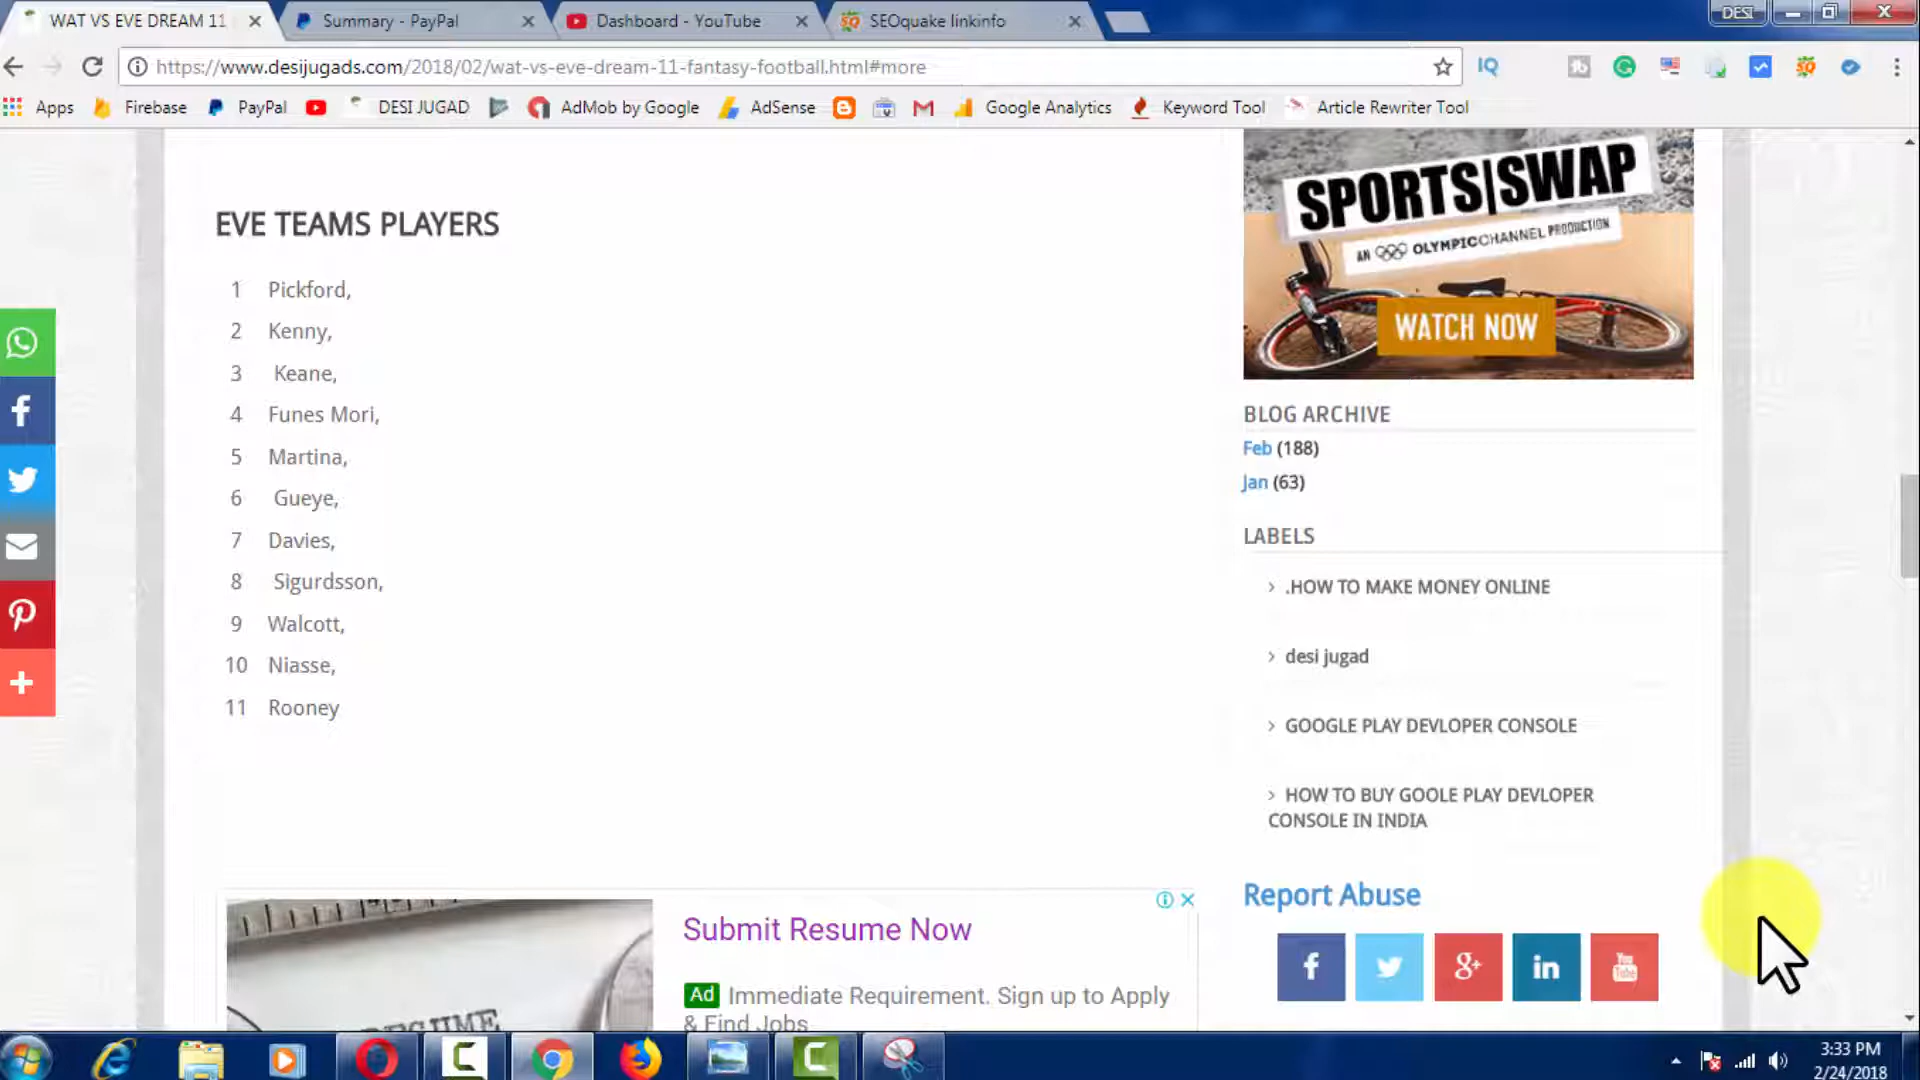 WAT VS EVE DREAM 11
Summary - PayPal
Dashboard - YouTube
SEOquake linkinfo
DESI
https://www.desijugads.com/2018/02/wat-vs-eve-dream-11-fantasy-football.html#more
Apps
Firebase
PayPal
DESI JUGAD
AdMob by Google
AdSense
Google Analytics
Keyword Tool
Article Rewriter Tool
EVE TEAMS PLAYERS
1 Pickford,
2 Kenny,
3 Keane,
4 Funes Mori,
5 Martina,
6 Gueye,
7 Davies,
8 Sigurdsson,
9 Walcott,
10 Niasse,
11 Rooney
SPORTS|SWAP
AN OLYMPICCHANNEL PRODUCTION
WATCH NOW
BLOG ARCHIVE
Feb (188)
Jan (63)
LABELS
.HOW TO MAKE MONEY ONLINE
desi jugad
GOOGLE PLAY DEVLOPER CONSOLE
HOW TO BUY GOOLE PLAY DEVLOPER
CONSOLE IN INDIA
Report Abuse
Submit Resume Now
Ad Immediate Requirement. Sign up to Apply
& Find Jobs
3:33 PM
2/24/2018